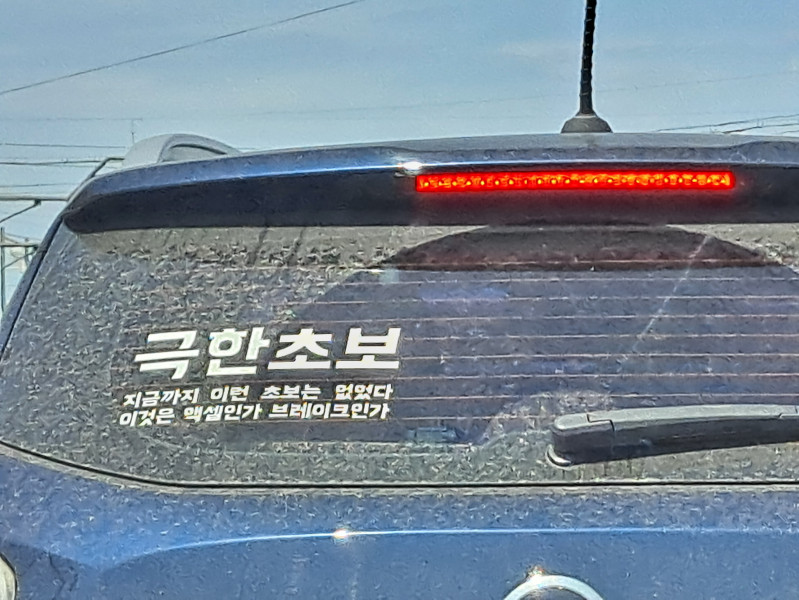 극한초보
지금까지 이런 초보는 없었다
이것은 액셀인가 브레이크인가